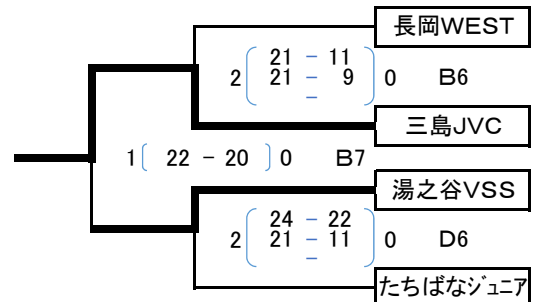 長岡WEST
21 - 11
2 21 - 9 0 B6
-
三島JVC
1 22 - 20 0 B7
湯之谷VSS
24 - 22
2 21 - 11 0 D6
-
たちばなジュニア